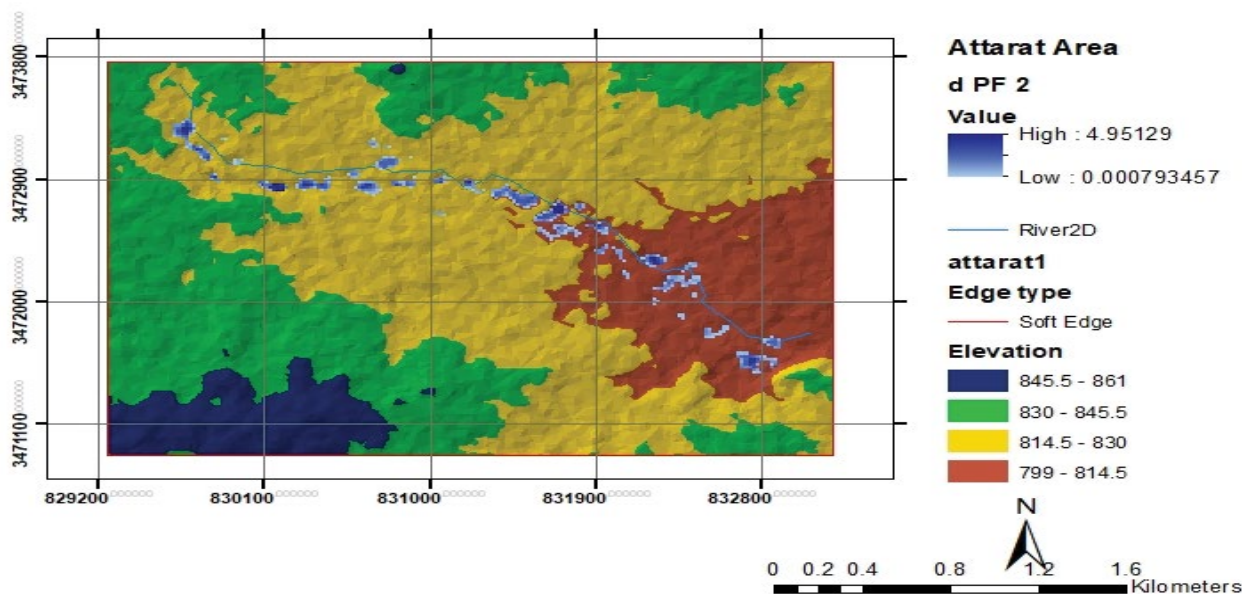 3473800
3472900
3472000
3471100
829200
830100
831000
831900
832800
Attarat Area
d PF 2
Value
High : 4.95129
Low : 0.000793457
River2D
attarat1
Edge type
Soft Edge
Elevation
845.5 - 861
830 - 845.5
814.5 - 830
799 - 814.5
N
0 0.2 0.4 0.8 1.2 1.6
Kilometers